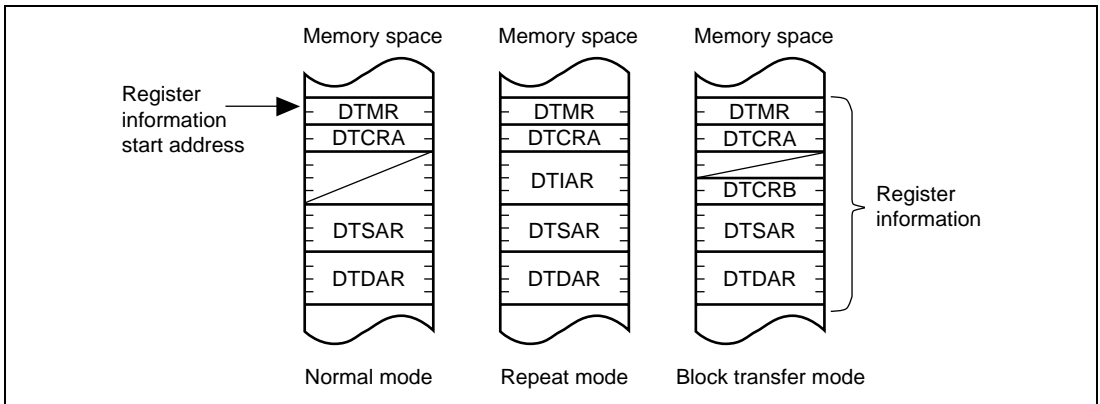 Memory space Memory space Memory space
Register
information
start address
DTMR DTMR DTMR
DTCRA DTCRA DTCRA
DTIAR
DTCRB
DTSAR DTSAR DTSAR
DTDAR DTDAR DTDAR
Register
information
Normal mode Repeat mode Block transfer mode